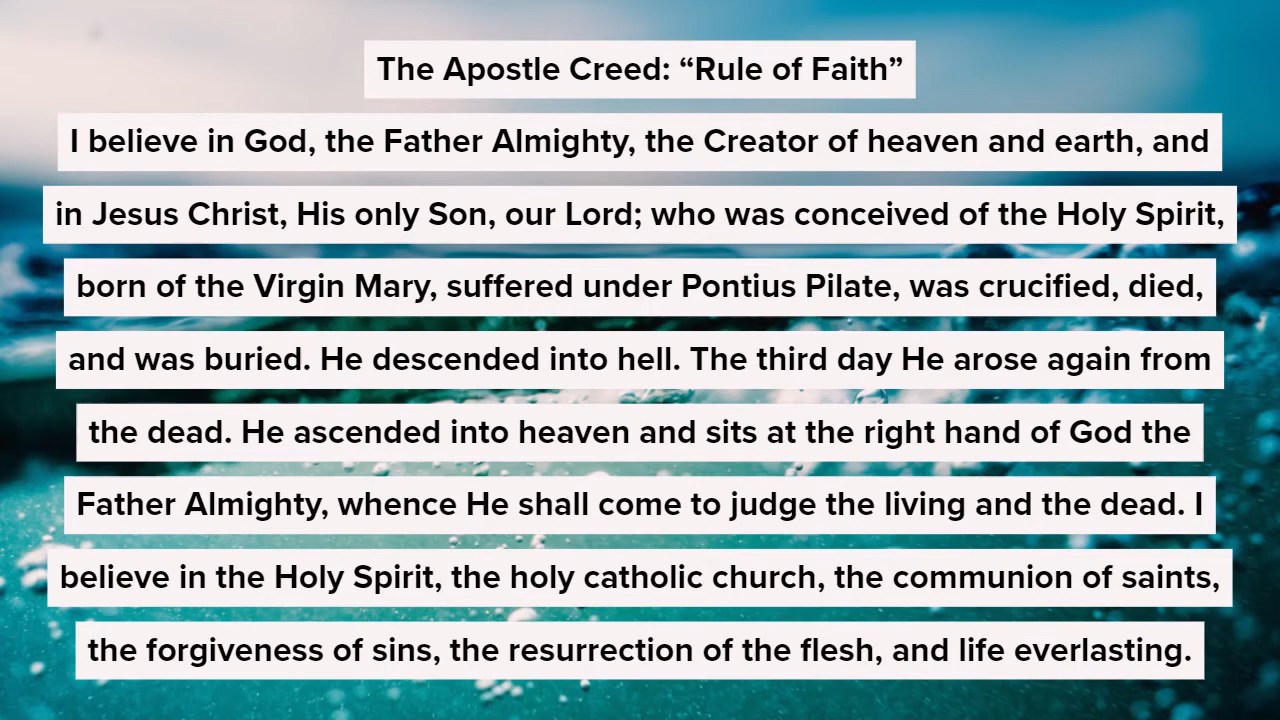 The Apostle Creed: “Rule of Faith”
I believe in God, the Father Almighty, the Creator of heaven and earth, and
in Jesus Christ, His only Son, our Lord; who was conceived of the Holy Spirit,
born of the Virgin Mary, suffered under Pontius Pilate, was crucified, died,
and was buried. He descended into hell. The third day He arose again from
the dead. He ascended into heaven and sits at the right hand of God the
Father Almighty, whence He shall come to judge the living and the dead. I
believe in the Holy Spirit, the holy catholic church, the communion of saints,
the forgiveness of sins, the resurrection of the flesh, and life everlasting.